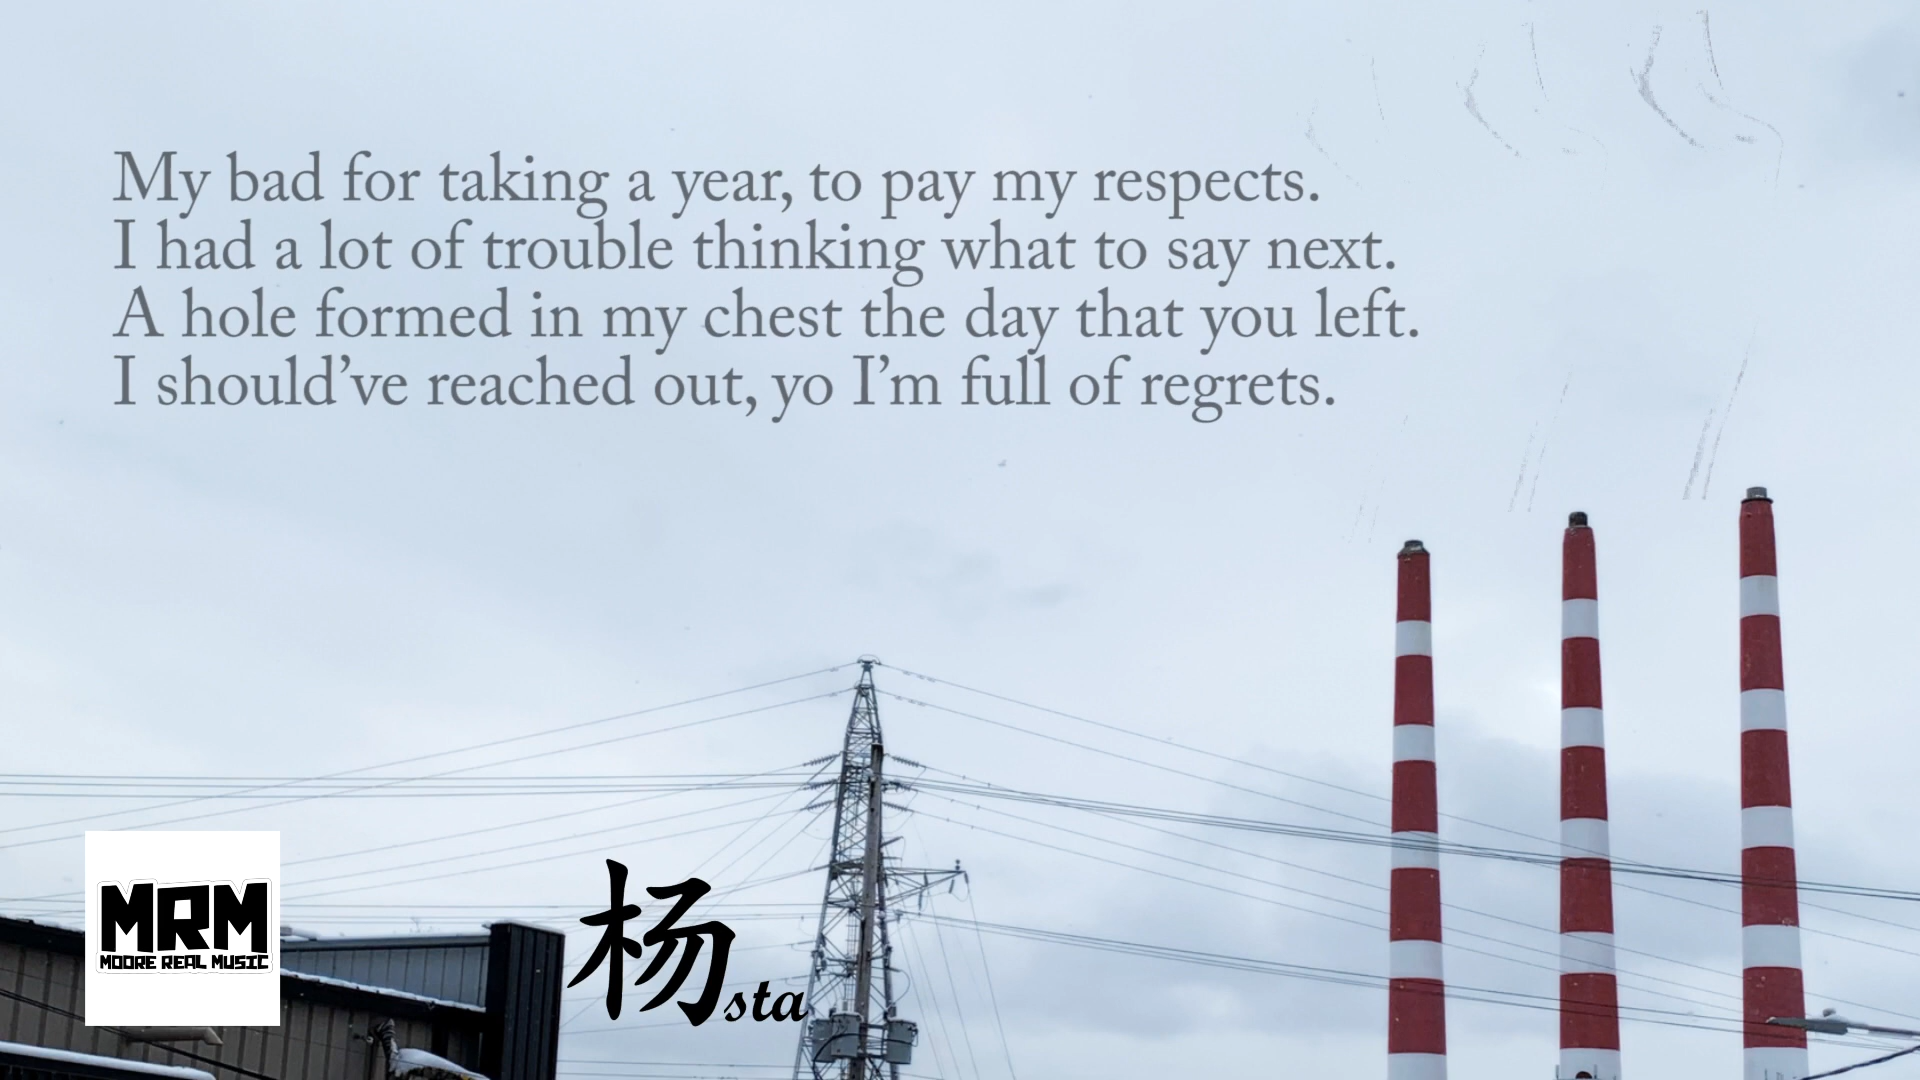 My bad for taking a year, to pay my respects.
I had a lot of trouble thinking what to say next.
A hole formed in my chest the day that you left.
I should’ve reached out, yo I’m full of regrets.
MRM
MOORE REAL MUSIC
杨sta